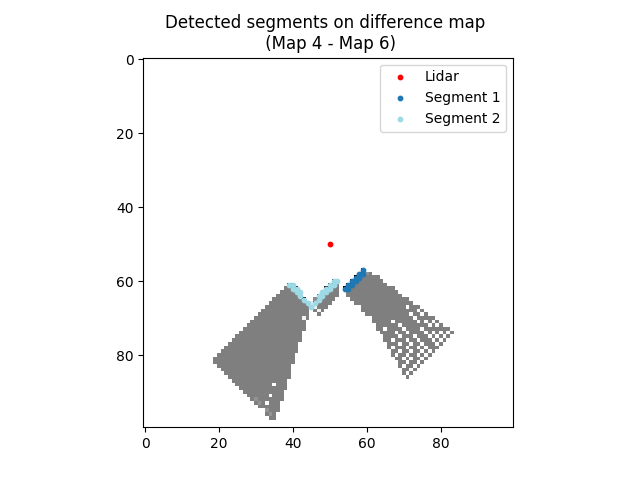 Detected segments on difference map
(Map 4 - Map 6)
Lidar
Segment 1
Segment 2
0
20
40
60
80
0 20 40 60 80